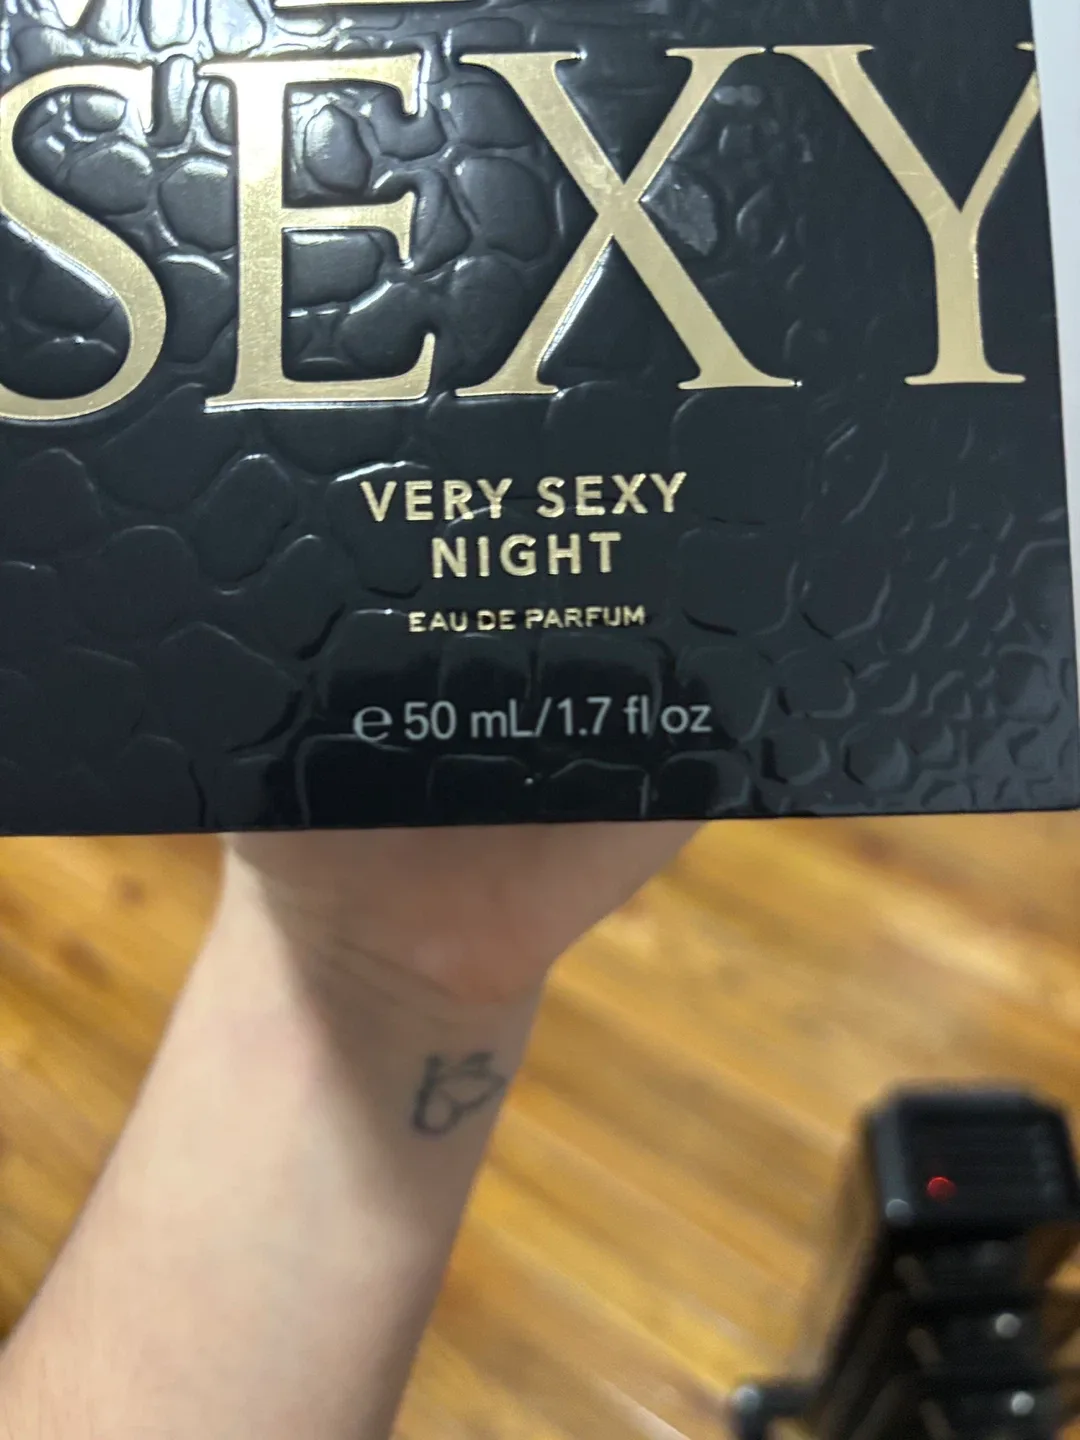 SEXY
VERY SEXY
NIGHT
EAU DE PARFUM
e 50 mL/1.7 fl oz